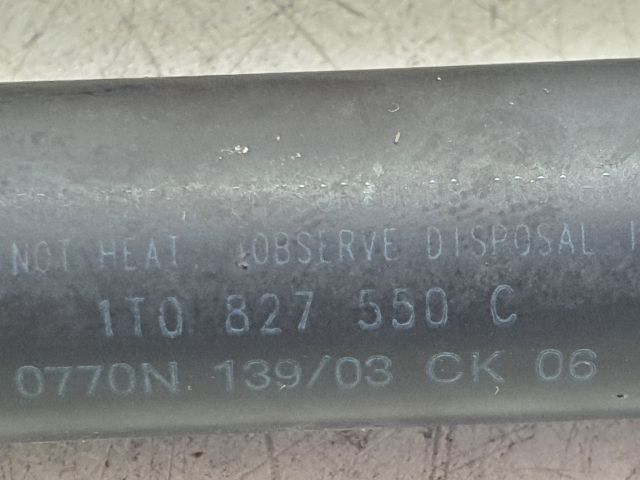 NOT HEAT. OBSERVE DISPOSAL
1T0 827 550 C
0770N 139/03 CK 06